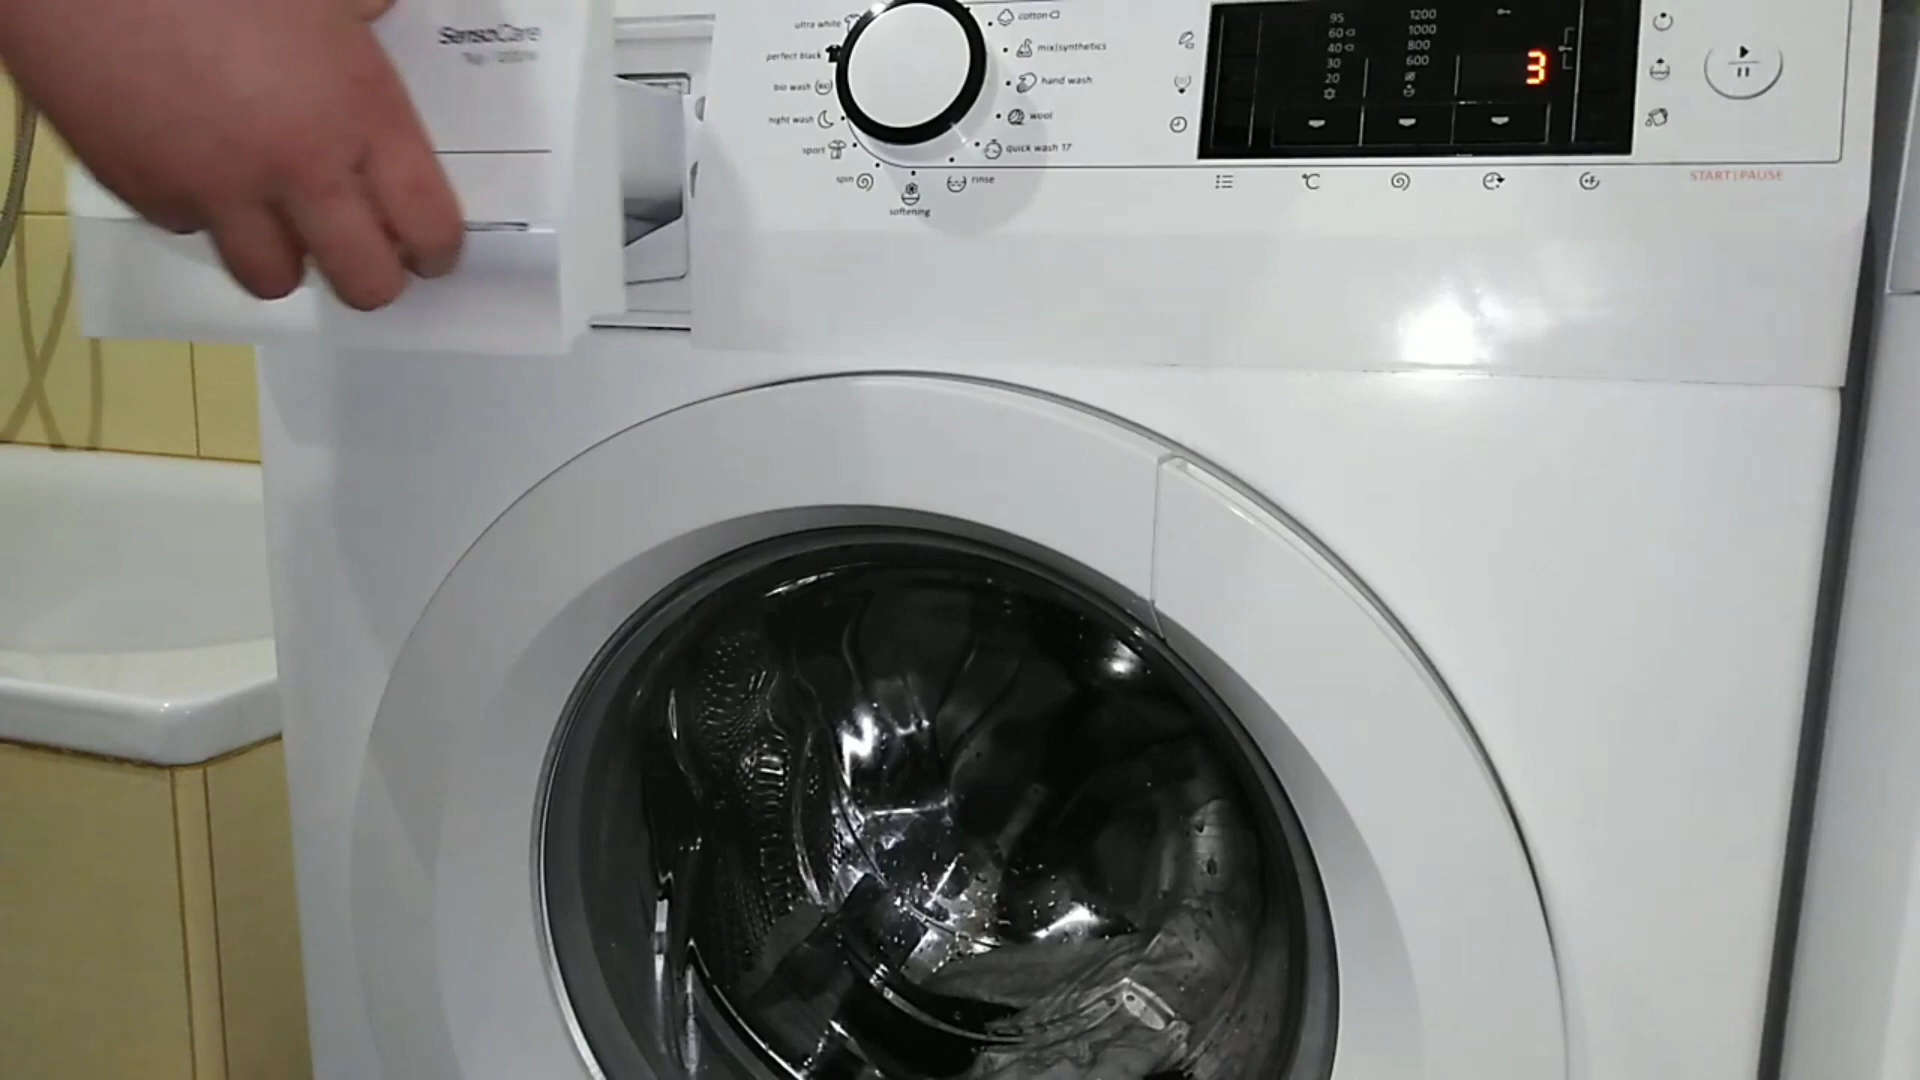 SensoCare
ultra white
perfect black
bio wash BIO
night wash
sport
spin
softening
rinse
quick wash 17'
wool
hand wash
mix|synthetics
cotton
95
60
40
30
20
1200
1000
800
600
3
°C
START|PAUSE